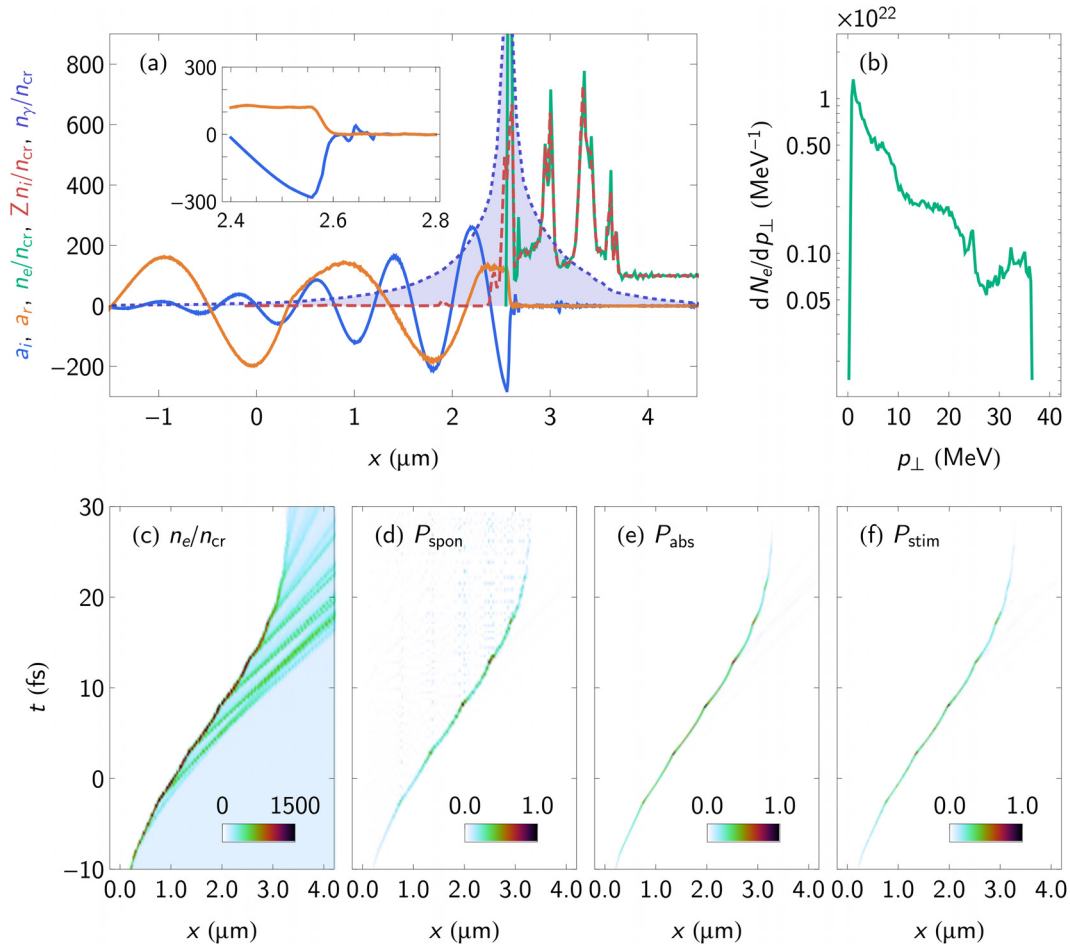 (a)
800
600
400
200
0
−200
300
0
−300
2.4 2.6 2.8
−1 0 1 2 3 4
x (μm)
a_i, a_r, n_e/n_cr, Z n_i/n_cr, n_γ/n_cr
×10^22
(b)
1
0.50
0.10
0.05
0 10 20 30 40
p_⊥ (MeV)
dN_e/dp_⊥ (MeV^−1)
30
20
10
0
−10
t (fs)
(c) n_e/n_cr
0 1500
0.0 1.0 2.0 3.0 4.0
x (μm)
(d) P_spon
0.0 1.0
0.0 1.0 2.0 3.0 4.0
x (μm)
(e) P_abs
0.0 1.0
0.0 1.0 2.0 3.0 4.0
x (μm)
(f) P_stim
0.0 1.0
0.0 1.0 2.0 3.0 4.0
x (μm)